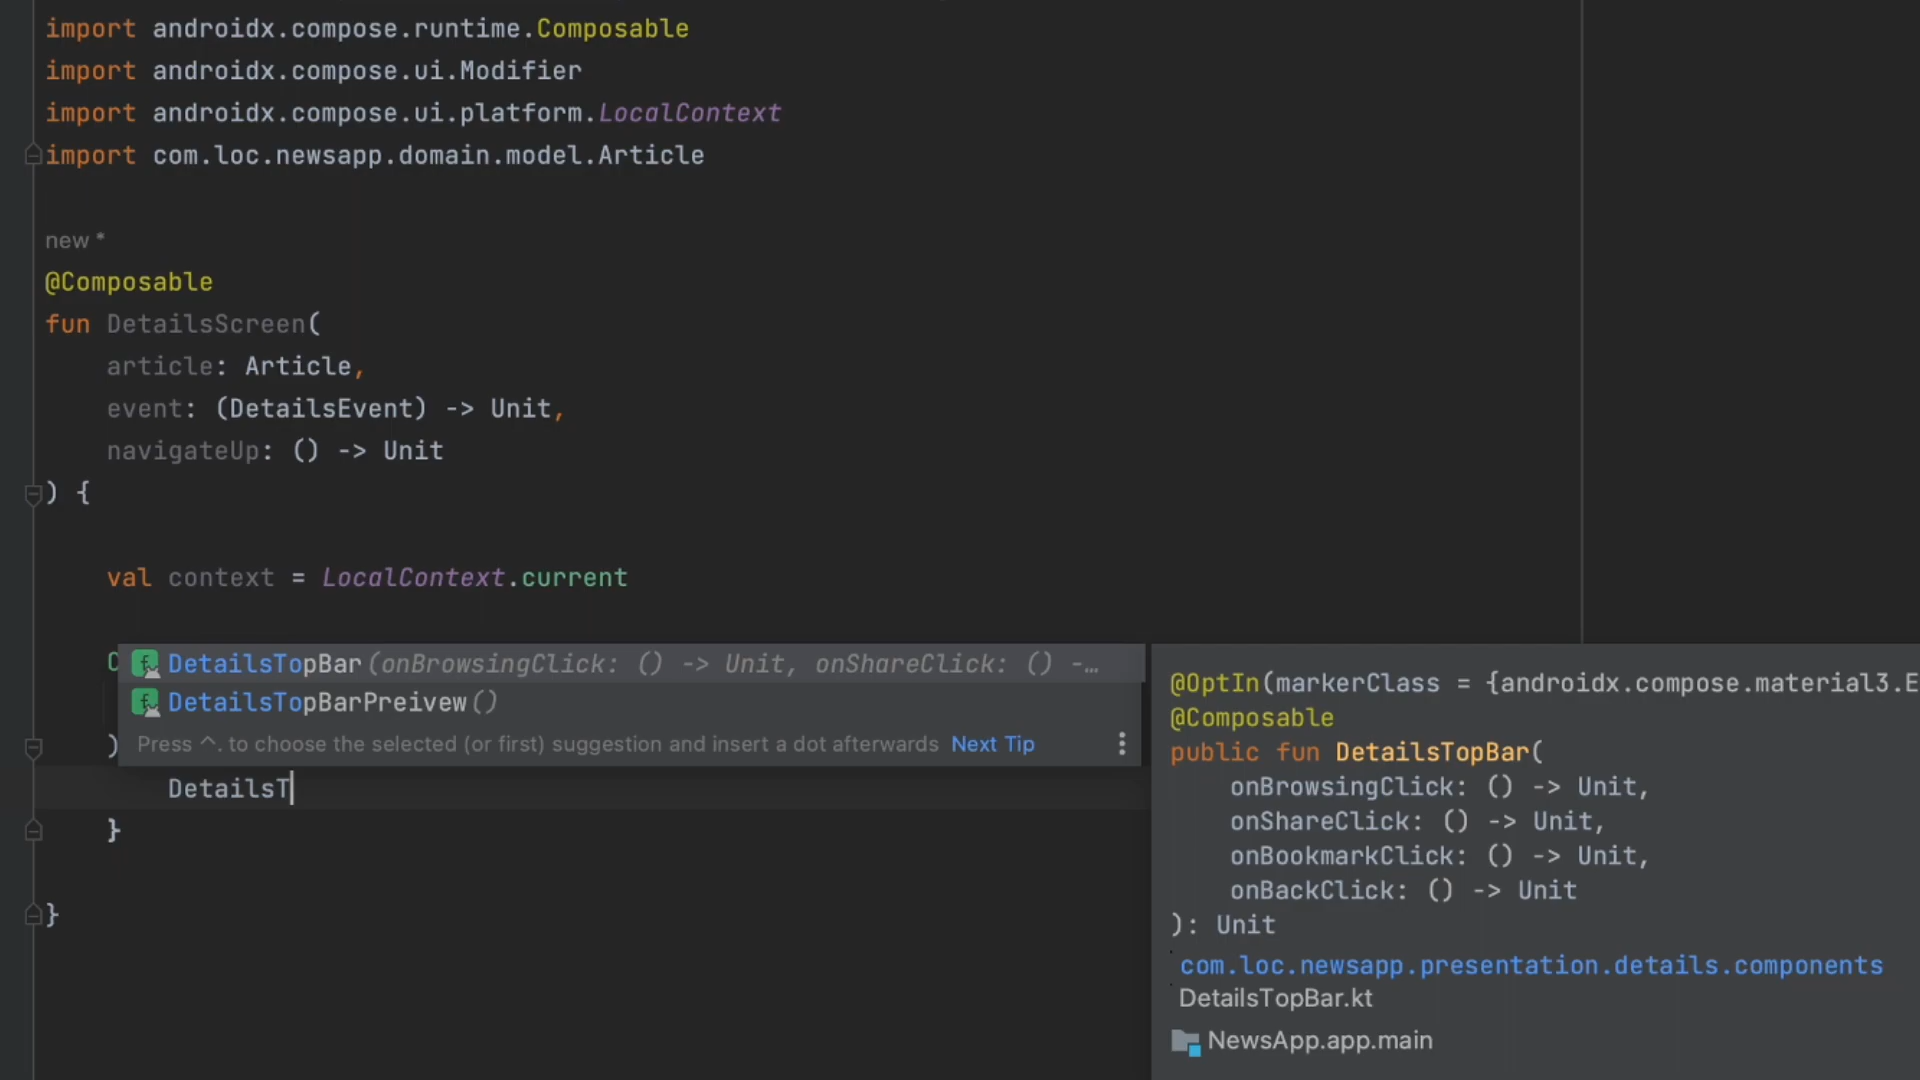 import androidx.compose.runtime.Composable
import androidx.compose.ui.Modifier
import androidx.compose.ui.platform.LocalContext
import com.loc.newsapp.domain.model.Article
new *
@Composable
fun DetailsScreen(
article: Article,
event: (DetailsEvent) -> Unit,
navigateUp: () -> Unit
) {
val context = LocalContext.current
C
DetailsTopBar(onBrowsingClick: () -> Unit, onShareClick: () -…
DetailsTopBarPreivew()
)
Press ^. to choose the selected (or first) suggestion and insert a dot afterwards Next Tip
DetailsT
}
}
@OptIn(markerClass = {androidx.compose.material3.E
@Composable
public fun DetailsTopBar(
onBrowsingClick: () -> Unit,
onShareClick: () -> Unit,
onBookmarkClick: () -> Unit,
onBackClick: () -> Unit
): Unit
com.loc.newsapp.presentation.details.components
DetailsTopBar.kt
NewsApp.app.main